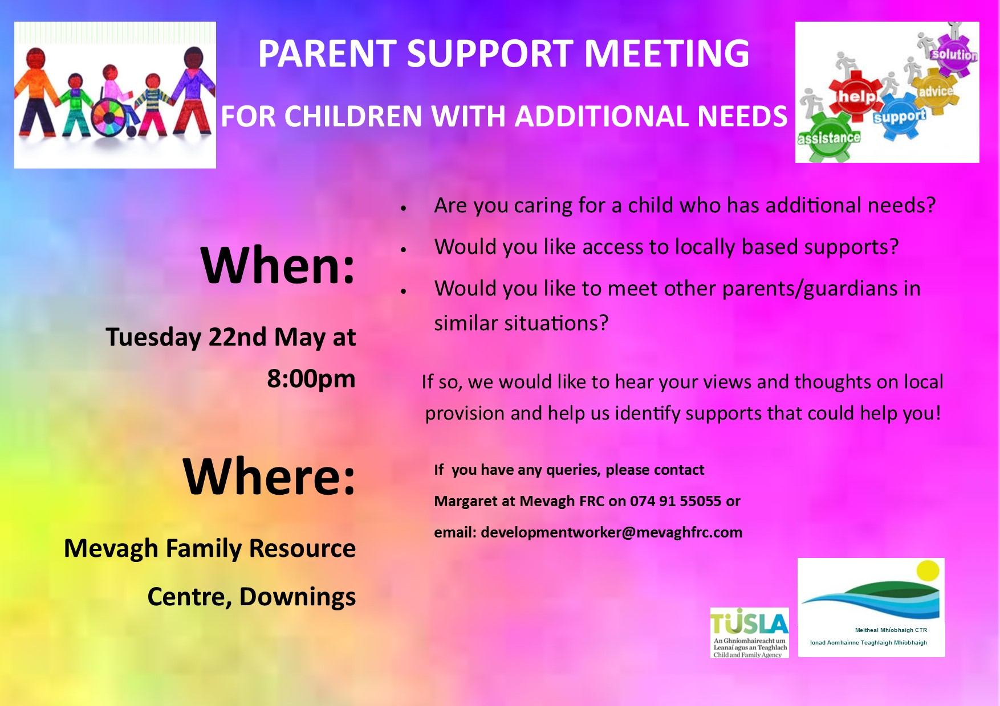 PARENT SUPPORT MEETING
FOR CHILDREN WITH ADDITIONAL NEEDS
solution
help
advice
support
assistance
When:
Tuesday 22nd May at
8:00pm
Where:
Mevagh Family Resource
Centre, Downings
• Are you caring for a child who has additional needs?
• Would you like access to locally based supports?
• Would you like to meet other parents/guardians in
similar situations?
If so, we would like to hear your views and thoughts on local
provision and help us identify supports that could help you!
If you have any queries, please contact
Margaret at Mevagh FRC on 074 91 55055 or
email: developmentworker@mevaghfrc.com
TUSLA
An Ghníomhaireacht um
Leanaí agus an Teaghlach
Child and Family Agency
Meitheal Mhíobhaigh CTR
Ionad Acmhainne Teaghlaigh Mhíobhaigh